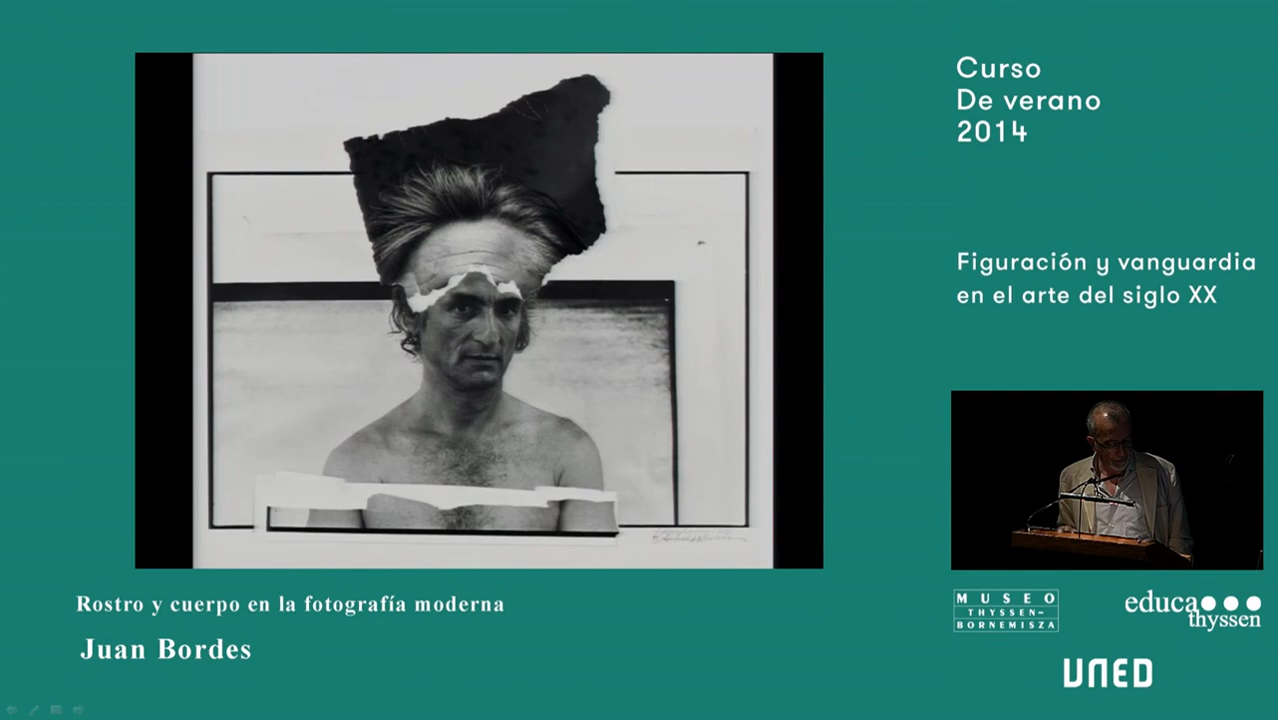 Curso
De verano
2014
Figuración y vanguardia
en el arte del siglo XX
Rostro y cuerpo en la fotografía moderna
Juan Bordes
MUSEO
THYSSEN-
BORNEMISZA
educa
thyssen
UNED